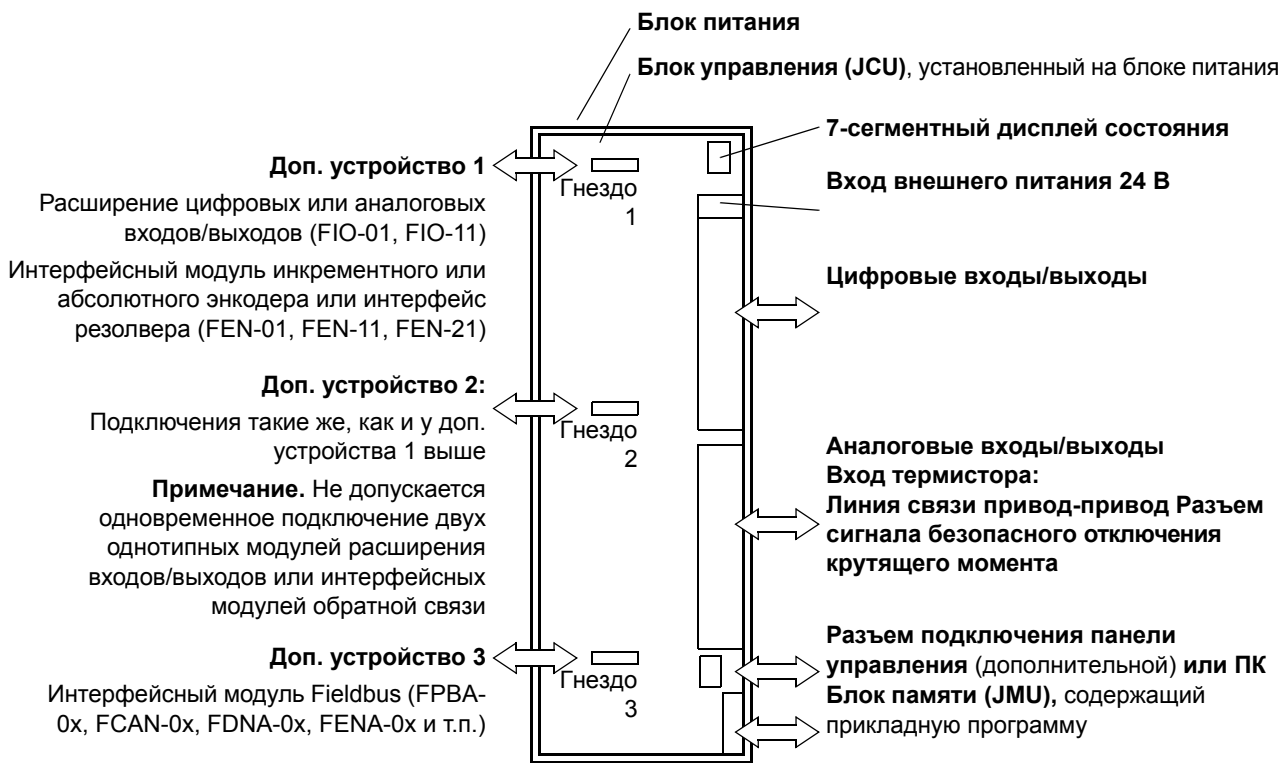 Блок питания
Блок управления (JCU), установленный на блоке питания
7-сегментный дисплей состояния
Вход внешнего питания 24 В
Цифровые входы/выходы
Аналоговые входы/выходы
Вход термистора:
Линия связи привод-привод Разъем
сигнала безопасного отключения
крутящего момента
Разъем подключения панели
управления (дополнительной) или ПК
Блок памяти (JMU), содержащий
прикладную программу
Доп. устройство 1
Расширение цифровых или аналоговых
входов/выходов (FIO-01, FIO-11)
Интерфейсный модуль инкрементного или
абсолютного энкодера или интерфейс
резолвера (FEN-01, FEN-11, FEN-21)
Доп. устройство 2:
Подключения такие же, как и у доп.
устройства 1 выше
Примечание. Не допускается
одновременное подключение двух
однотипных модулей расширения
входов/выходов или интерфейсных
модулей обратной связи
Доп. устройство 3
Интерфейсный модуль Fieldbus (FPBA-
0x, FCAN-0x, FDNA-0x, FENA-0x и т.п.)
Гнездо
1
Гнездо
2
Гнездо
3